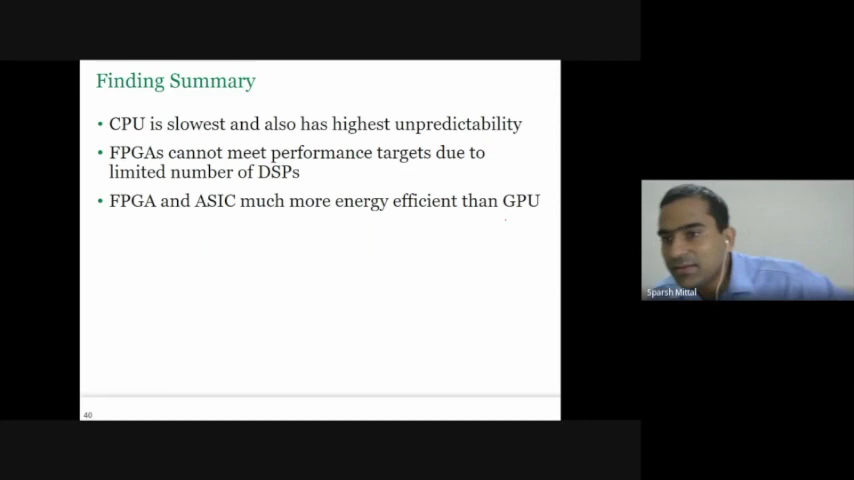 Finding Summary
• CPU is slowest and also has highest unpredictability
• FPGAs cannot meet performance targets due to
limited number of DSPs
• FPGA and ASIC much more energy efficient than GPU
Sparsh Mittal
40